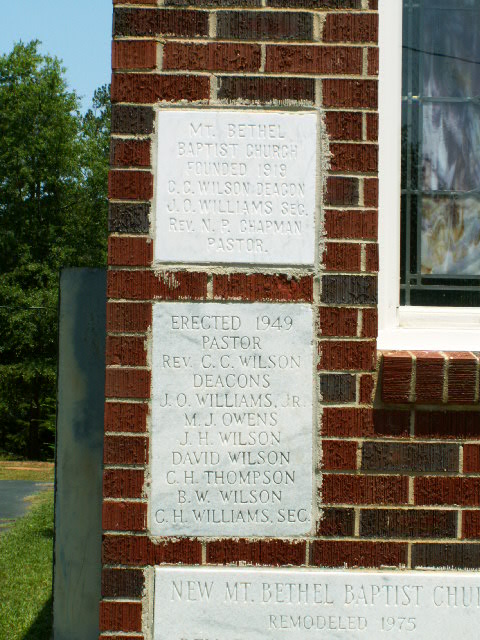 MT. BETHEL
BAPTIST CHURCH
FOUNDED 1919
C. C. WILSON DEACON
J. O. WILLIAMS SEC.
REV. N. P. CHAPMAN
PASTOR.
ERECTED 1949
PASTOR
REV. C. C. WILSON
DEACONS
J. O. WILLIAMS, JR.
M. J. OWENS
J. H. WILSON
DAVID WILSON
C. H. THOMPSON
B. W. WILSON
C. H. WILLIAMS, SEC.
NEW MT. BETHEL BAPTIST
REMODELED 1975